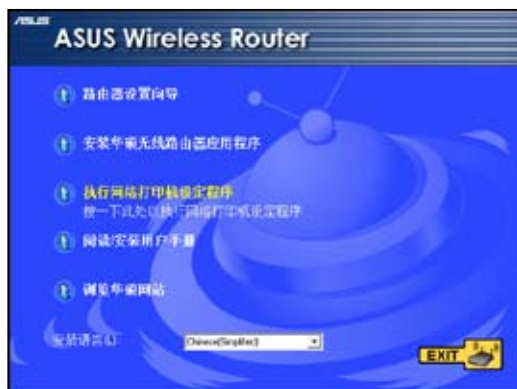 ASUS
ASUS Wireless Router
路由器设置向导
安装华硕无线路由器应用程序
执行网络打印机设定程序
按一下此处以执行网络打印机设定程序
阅读/安装用户手册
浏览华硕网站
安装语言(L) Chinese(Simplified)
EXIT